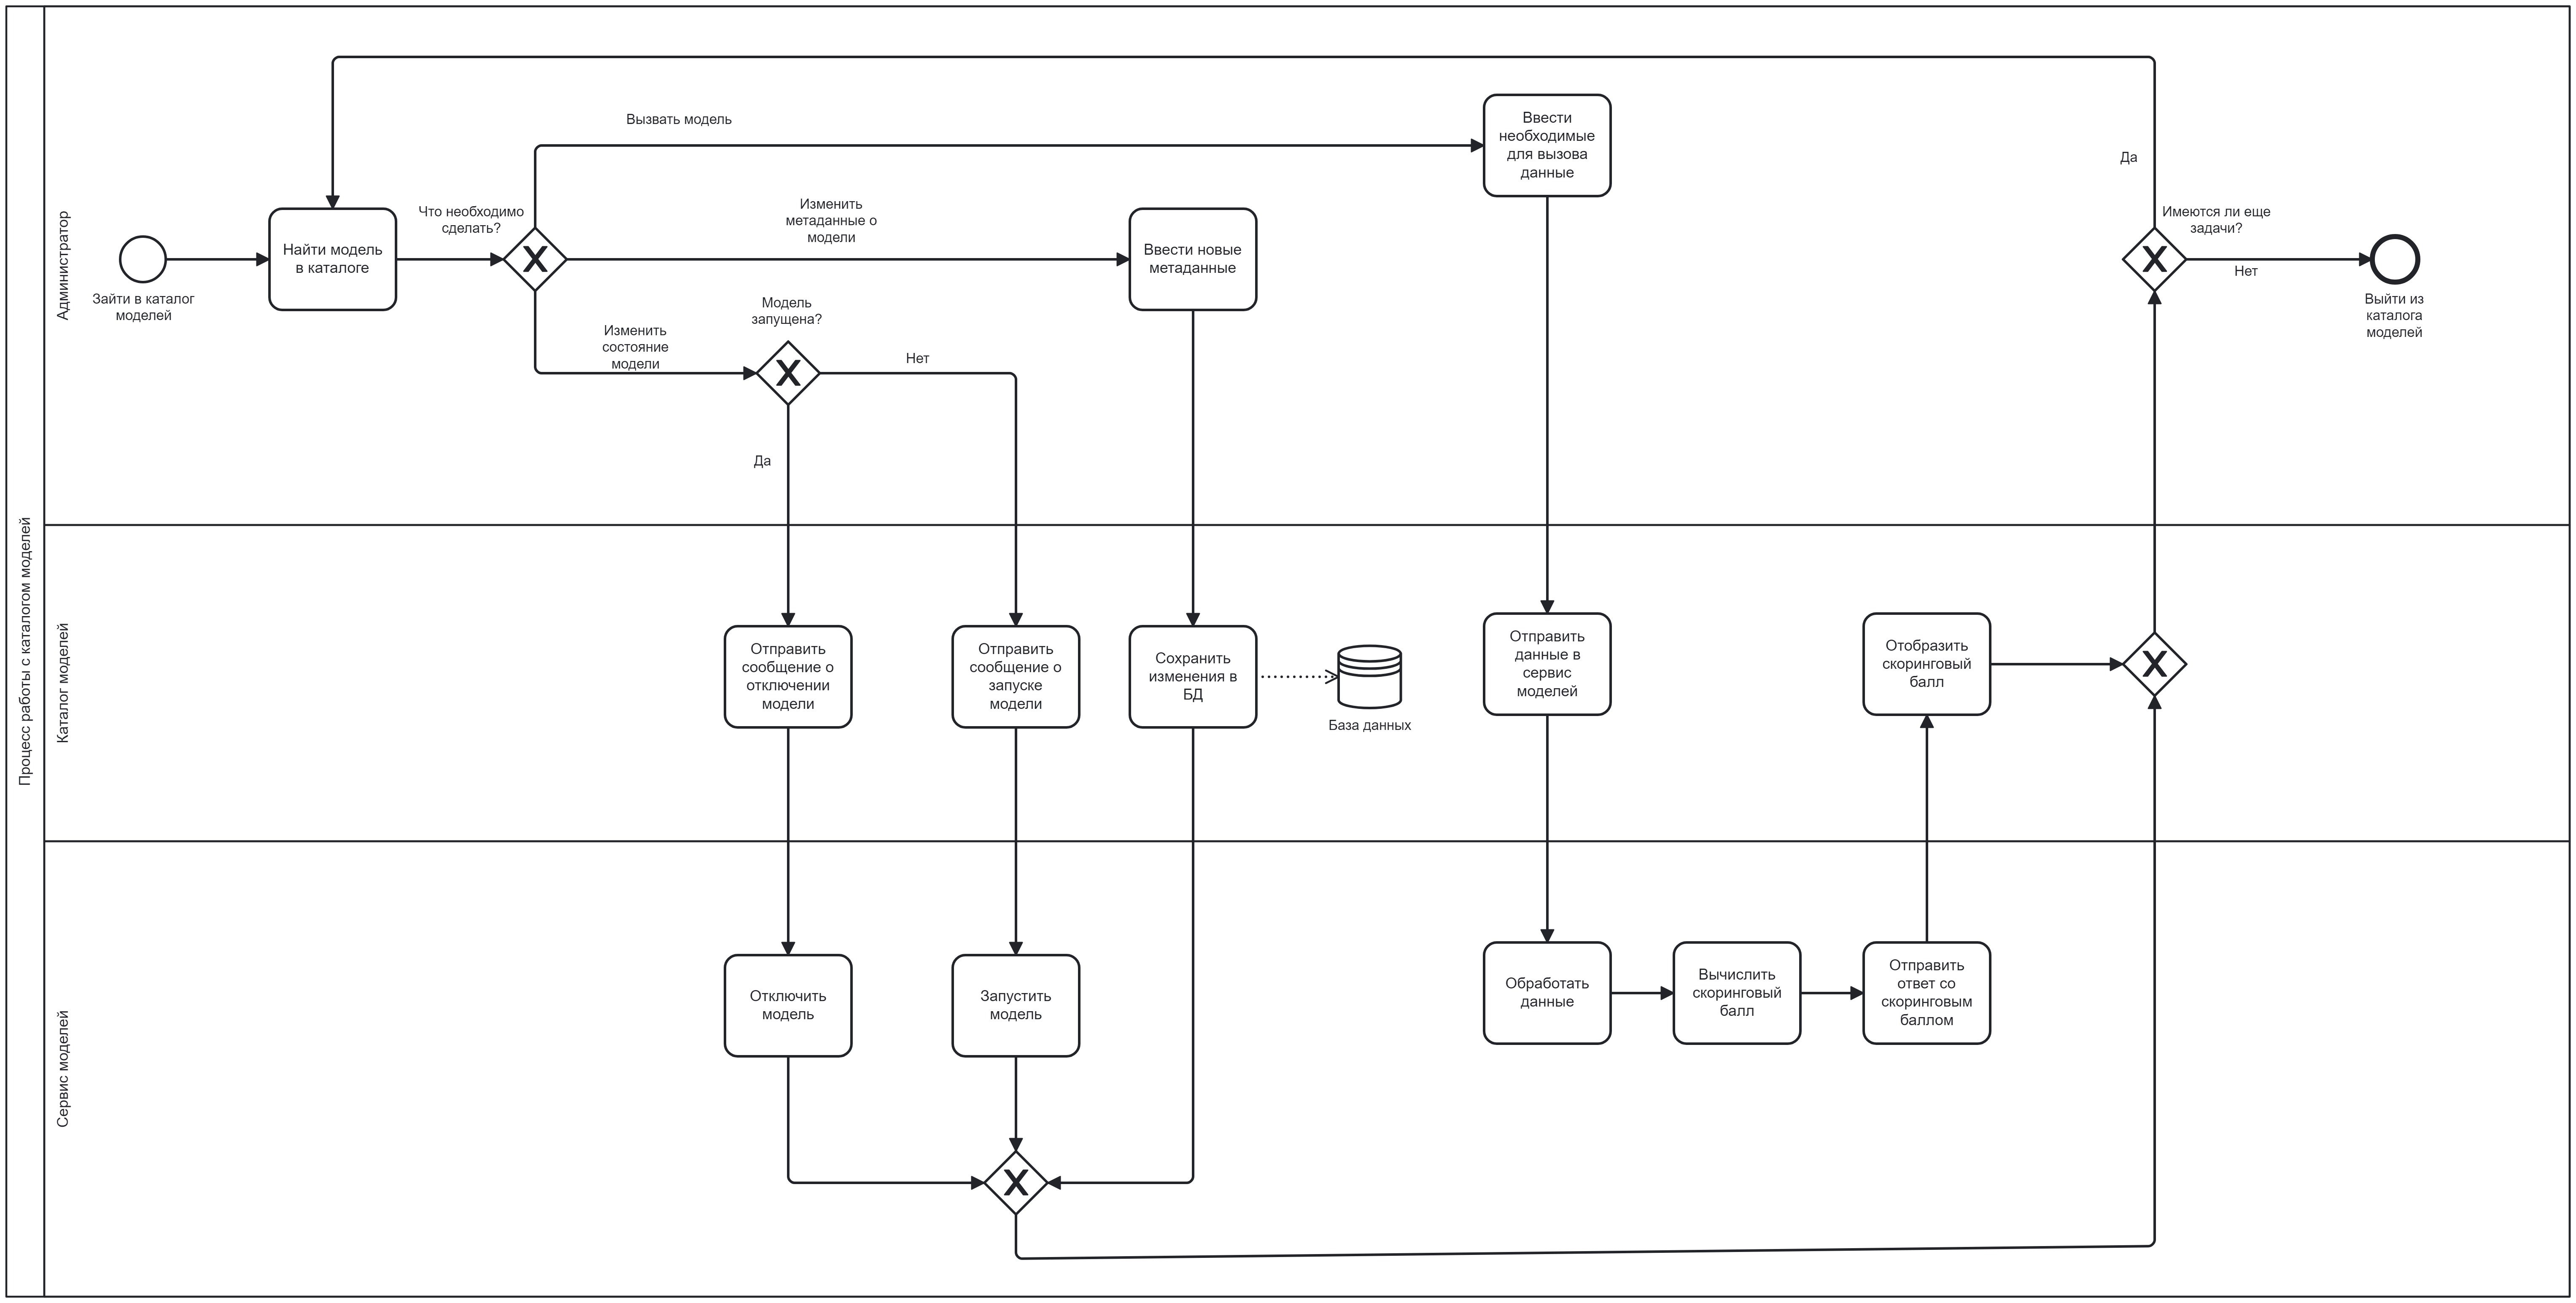 Процесс работы с каталогом моделей
Администратор
Зайти в каталог
моделей
Найти модель
в каталоге
Что необходимо
сделать?
Вызвать модель
Изменить
метаданные о
модели
Изменить
состояние
модели
Модель
запущена?
Да
Нет
Ввести новые
метаданные
Ввести
необходимые
для вызова
данные
Да
Имеются ли еще
задачи?
Нет
Выйти из
каталога
моделей
Каталог моделей
Отправить
сообщение о
отключении
модели
Отправить
сообщение о
запуске
модели
Сохранить
изменения в
БД
База данных
Отправить
данные в
сервис
моделей
Отобразить
скоринговый
балл
Сервис моделей
Отключить
модель
Запустить
модель
Обработать
данные
Вычислить
скоринговый
балл
Отправить
ответ со
скоринговым
баллом